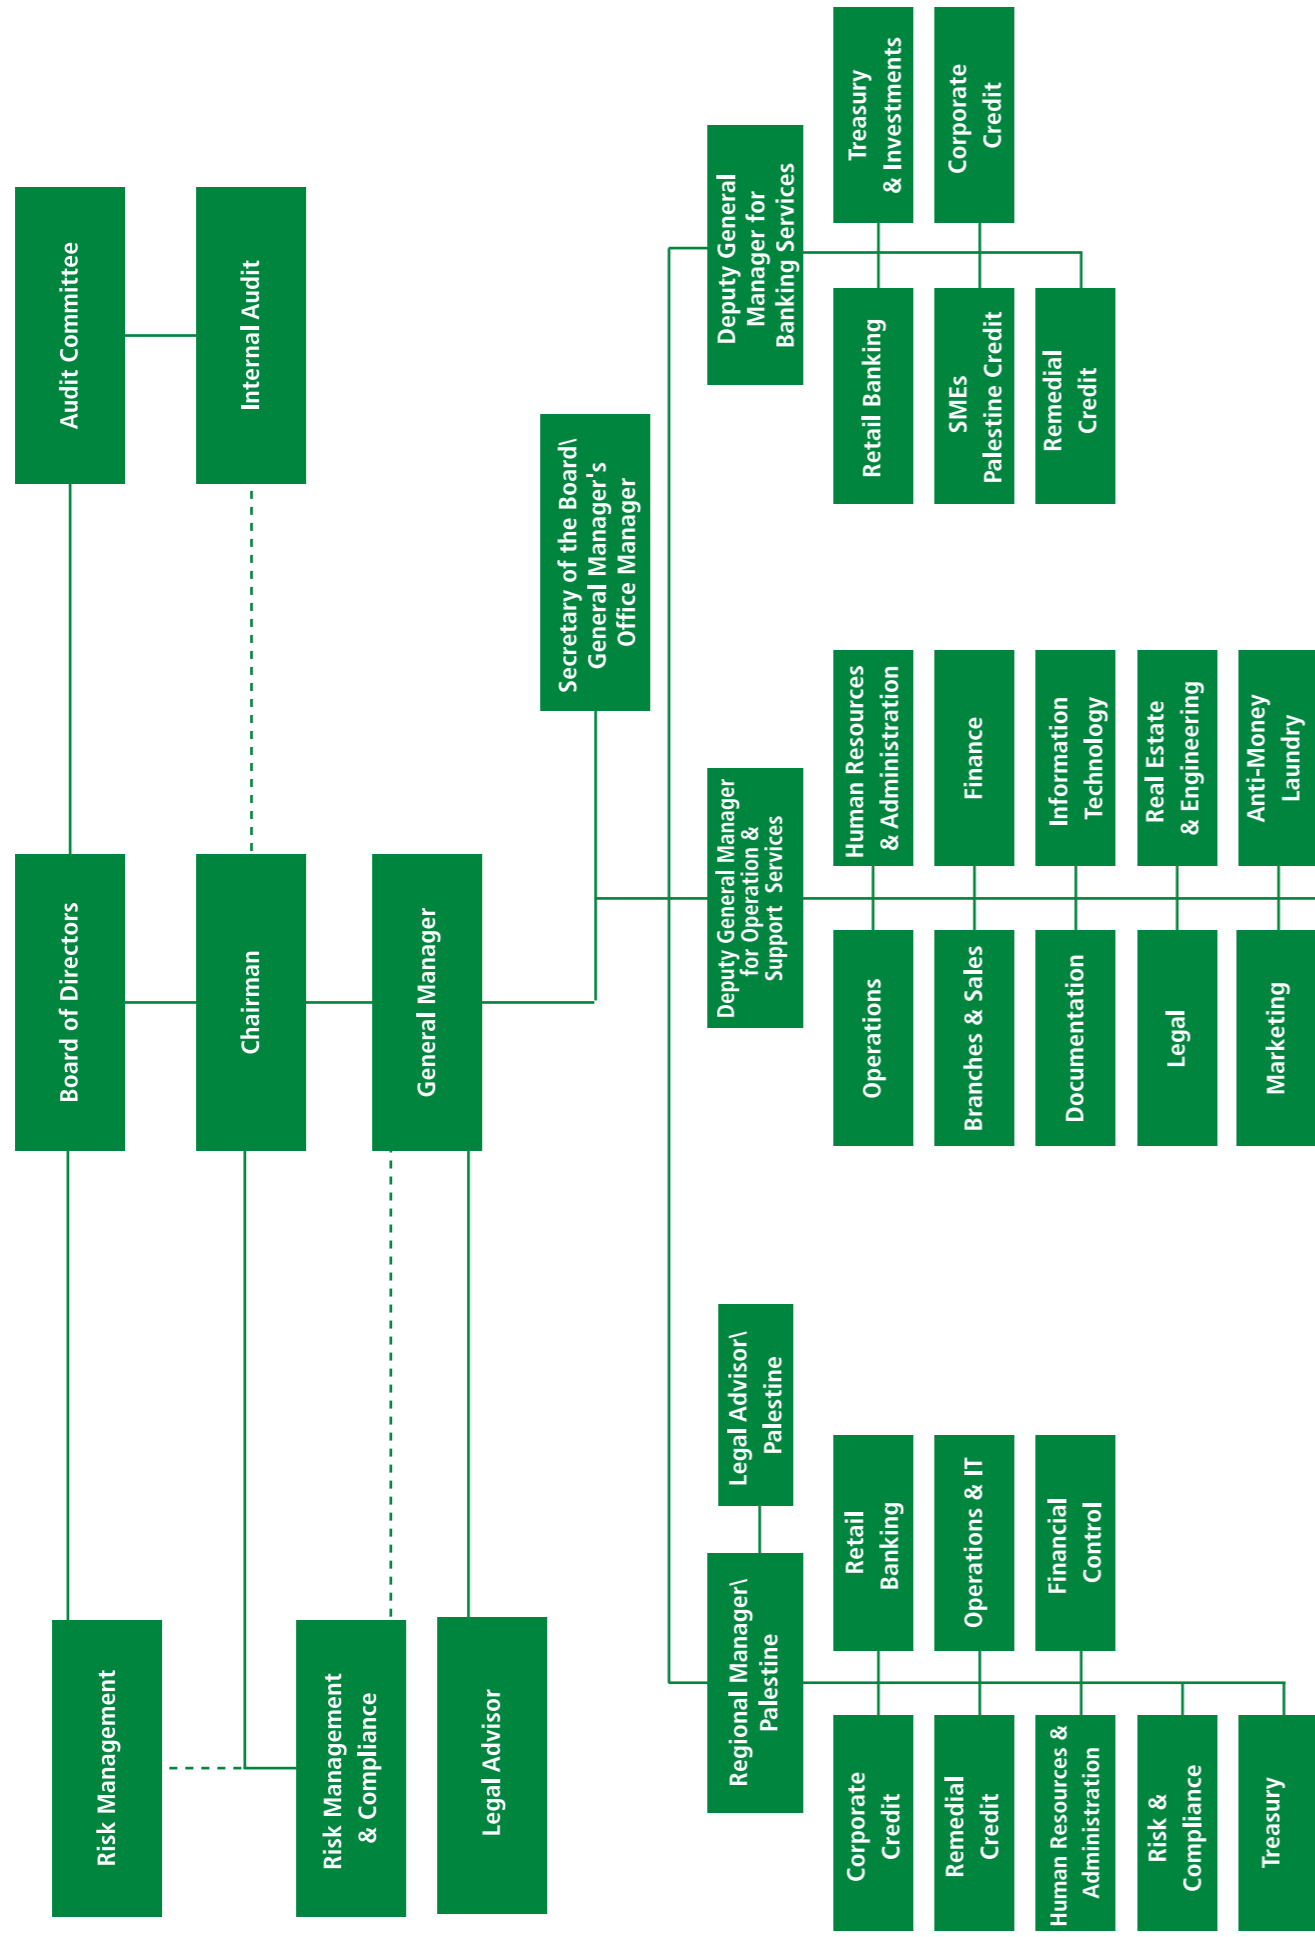 Audit Committee
Internal Audit
Board of Directors
Chairman
General Manager
Risk Management
Risk Management
& Compliance
Legal Advisor
Secretary of the Board\
General Manager's
Office Manager
Regional Manager\
Palestine
Legal Advisor\
Palestine
Corporate
Credit
Retail
Banking
Remedial
Credit
Operations & IT
Human Resources &
Administration
Financial
Control
Risk &
Compliance
Treasury
Deputy General Manager
for Operation &
Support Services
Operations
Human Resources
& Administration
Branches & Sales
Finance
Documentation
Information
Technology
Legal
Real Estate
& Engineering
Marketing
Anti-Money
Laundry
Deputy General
Manager for
Banking Services
Retail Banking
Treasury
& Investments
SMEs
Palestine Credit
Corporate
Credit
Remedial
Credit